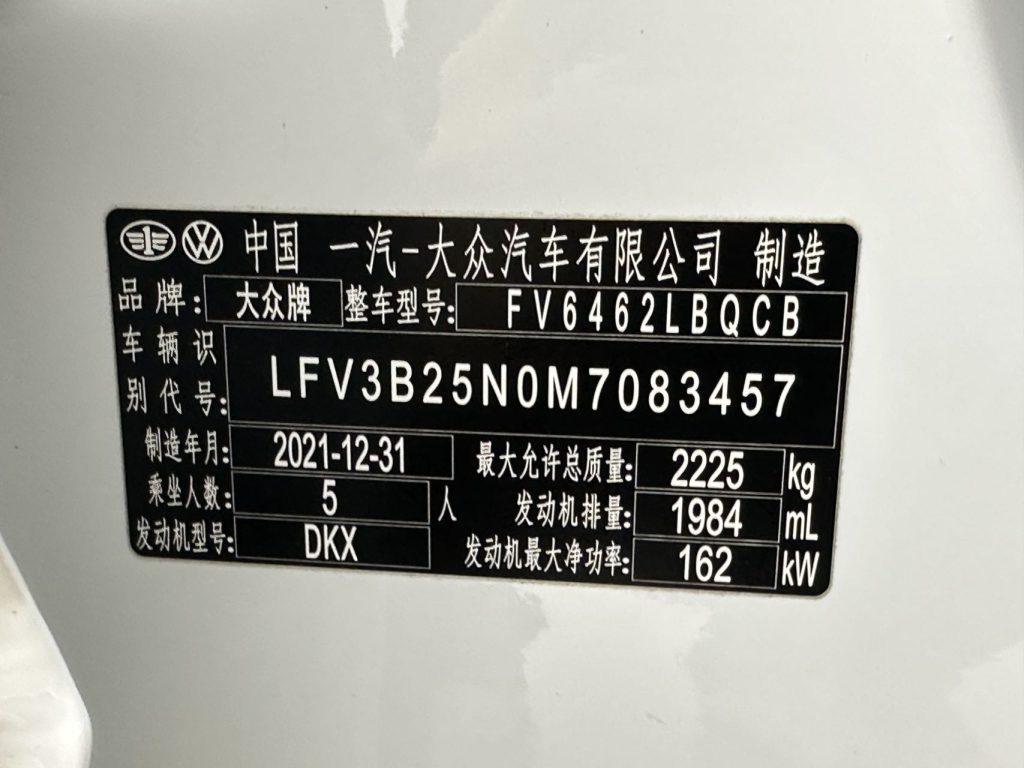 中国 一汽-大众汽车有限公司 制造
品牌: 大众牌 整车型号: FV6462LBQCB
车辆识别代号: LFV3B25N0M7083457
制造年月: 2021-12-31 最大允许总质量: 2225 kg
乘坐人数: 5 人 发动机排量: 1984 mL
发动机型号: DKX 发动机最大净功率: 162 kW